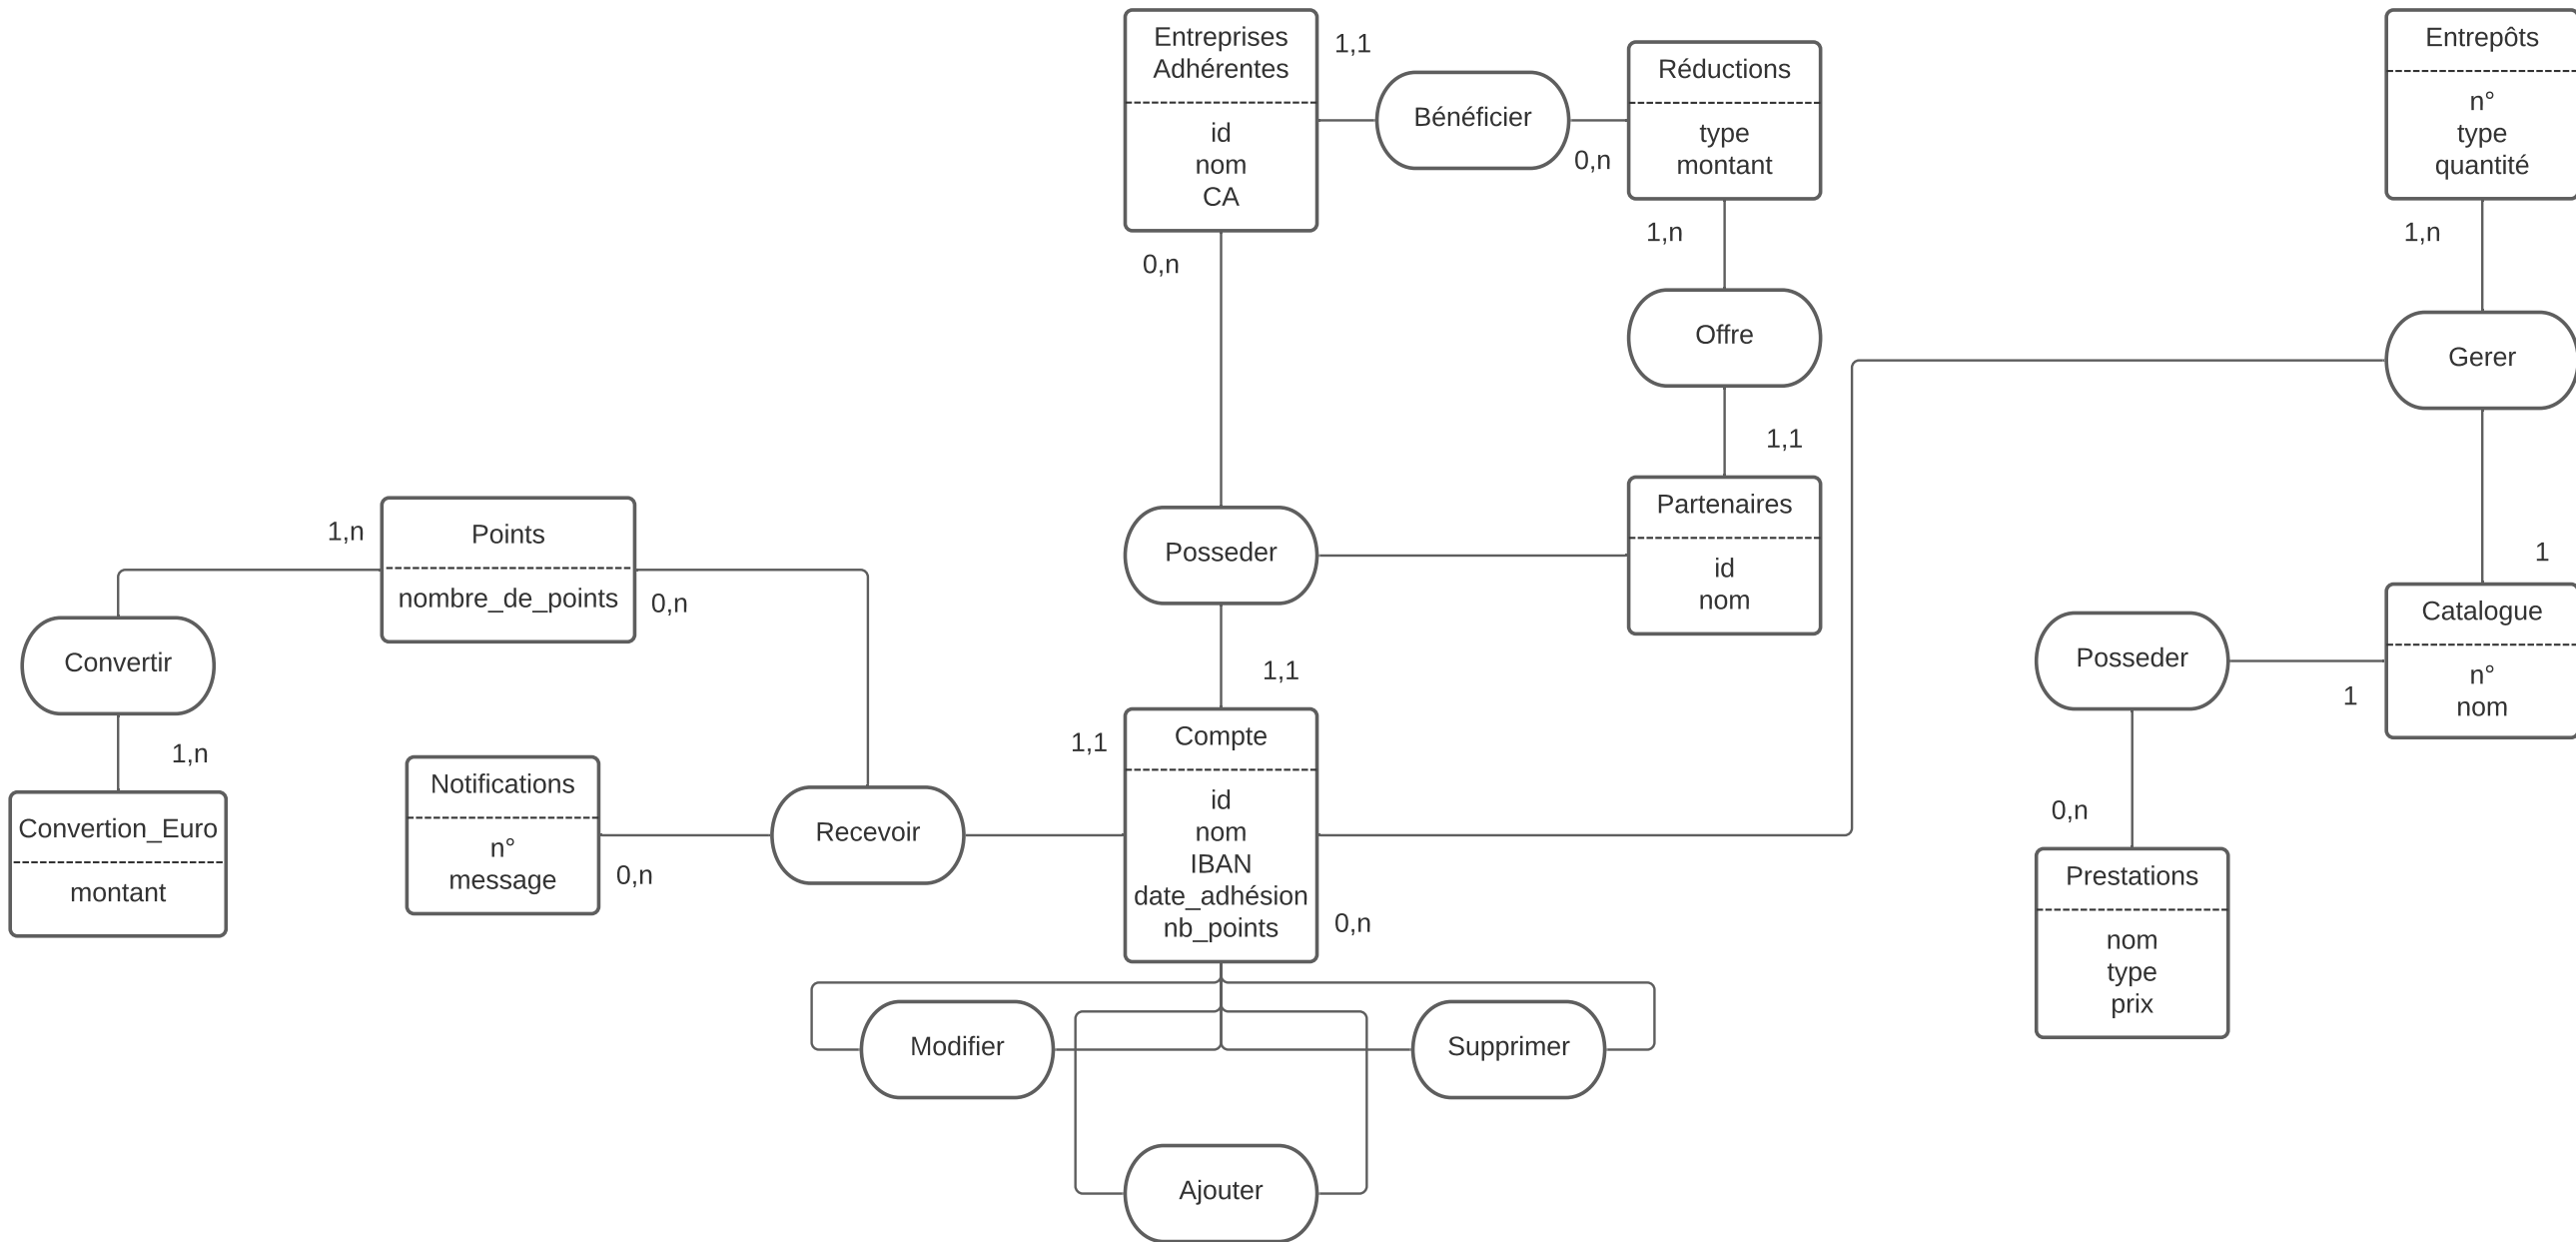 Entreprises
Adhérentes
id
nom
CA
1,1
0,n
Bénéficier
0,n
Réductions
type
montant
1,n
Offre
1,1
Partenaires
id
nom
Entrepôts
n°
type
quantité
1,n
Gerer
1
Catalogue
n°
nom
1
Posseder
0,n
Prestations
nom
type
prix
Posseder
1,1
1,n
Points
nombre_de_points
0,n
Convertir
1,n
Convertion_Euro
montant
Notifications
n°
message
0,n
Recevoir
1,1
Compte
id
nom
IBAN
date_adhésion
nb_points
0,n
Modifier
Supprimer
Ajouter